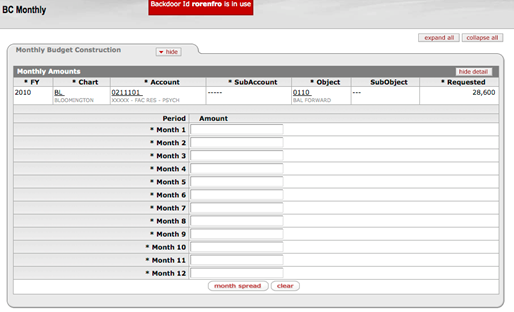 BC Monthly
Backdoor Id rorenfro is in use
expand all collapse all
Monthly Budget Construction hide
Monthly Amounts hide detail
* FY * Chart * Account * SubAccount * Object SubObject * Requested
2010 BL 0211101 ----- 0110 --- 28,600
BLOOMINGTON XXXXX - FAC RES - PSYCH BAL FORWARD
Period Amount
* Month 1
* Month 2
* Month 3
* Month 4
* Month 5
* Month 6
* Month 7
* Month 8
* Month 9
* Month 10
* Month 11
* Month 12
month spread clear